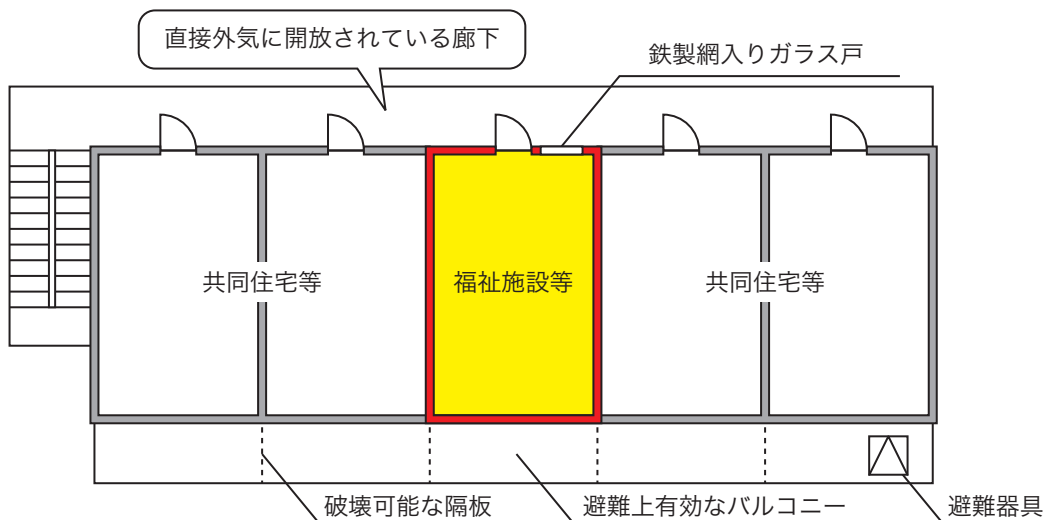 直接外気に開放されている廊下
鉄製網入りガラス戸
共同住宅等
福祉施設等
共同住宅等
破壊可能な隔板
避難上有効なバルコニー
避難器具